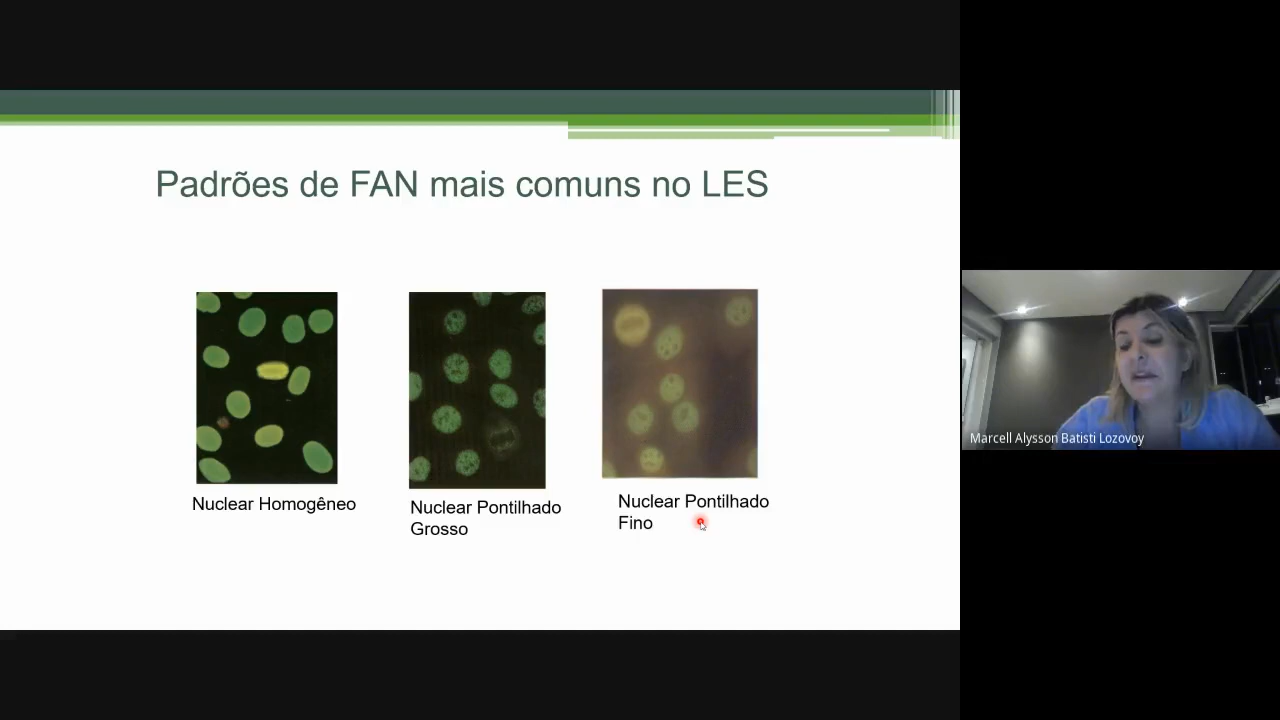 Padrões de FAN mais comuns no LES
Nuclear Homogêneo
Nuclear Pontilhado
Grosso
Nuclear Pontilhado
Fino
Marcell Alysson Batisti Lozovoy